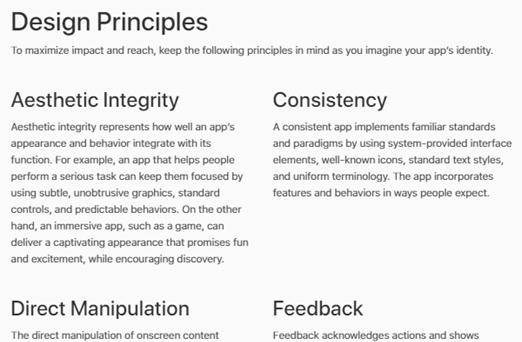 Design Principles
To maximize impact and reach, keep the following principles in mind as you imagine your app's identity.
Aesthetic Integrity
Aesthetic integrity represents how well an app's
appearance and behavior integrate with its
function. For example, an app that helps people
perform a serious task can keep them focused by
using subtle, unobtrusive graphics, standard
controls, and predictable behaviors. On the other
hand, an immersive app, such as a game, can
deliver a captivating appearance that promises fun
and excitement, while encouraging discovery.
Consistency
A consistent app implements familiar standards
and paradigms by using system-provided interface
elements, well-known icons, standard text styles,
and uniform terminology. The app incorporates
features and behaviors in ways people expect.
Direct Manipulation
The direct manipulation of onscreen content
Feedback
Feedback acknowledges actions and shows